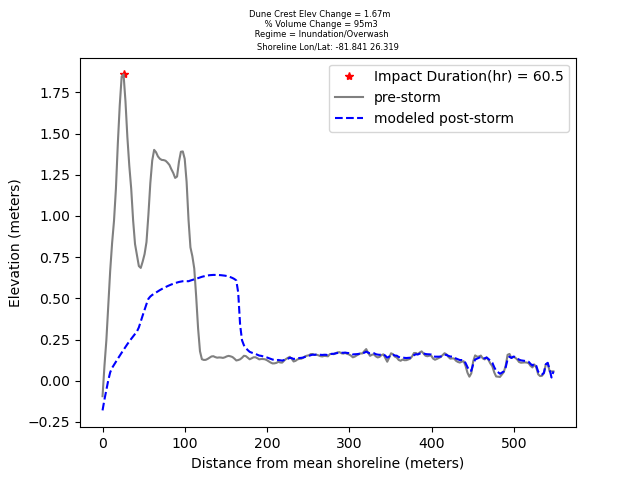 Dune Crest Elev Change = 1.67m
% Volume Change = 95m3
Regime = Inundation/Overwash
Shoreline Lon/Lat: -81.841 26.319
Impact Duration(hr) = 60.5
pre-storm
modeled post-storm
Elevation (meters)
1.75
1.50
1.25
1.00
0.75
0.50
0.25
0.00
−0.25
0
100
200
300
400
500
Distance from mean shoreline (meters)